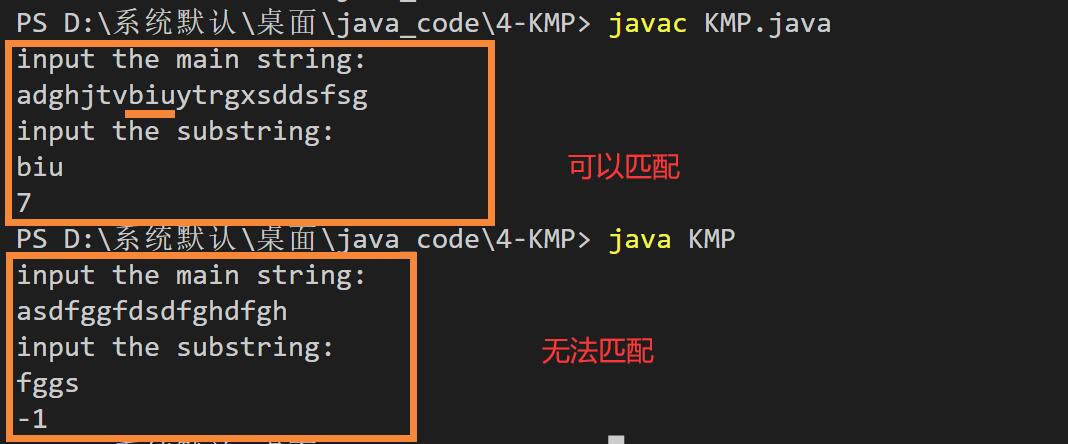 PS D:\系统默认\桌面\java_code\4-KMP> javac KMP.java
input the main string:
adghjtvbiuytrgxsddsfsg
input the substring:
biu
可以匹配
7
PS D:\系统默认\桌面\java code\4-KMP> java KMP
input the main string:
asdfggfdsdfghdfgh
input the substring:
无法匹配
fggs
-1